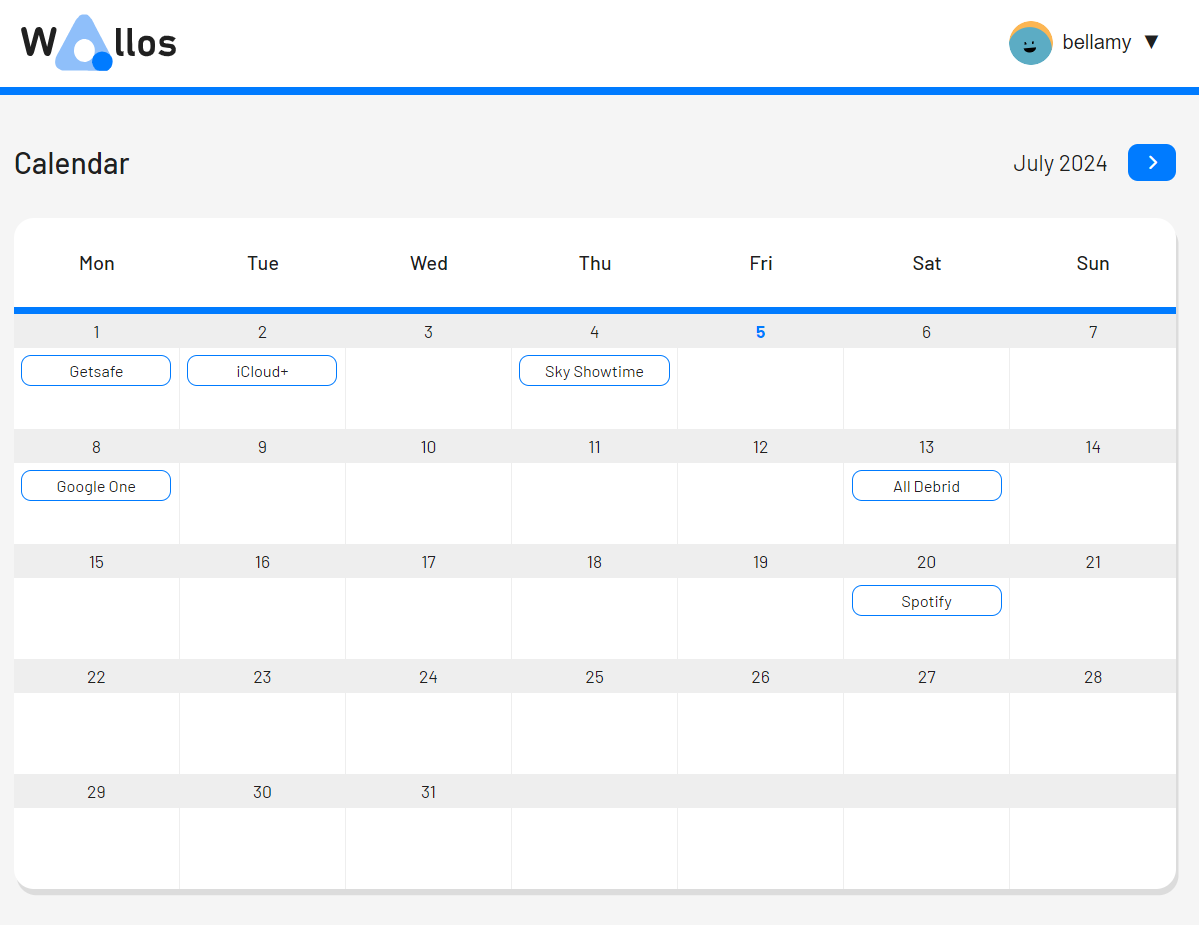 Wallos
bellamy ▼
Calendar
July 2024
Mon Tue Wed Thu Fri Sat Sun
1 2 3 4 5 6 7
Getsafe iCloud+ Sky Showtime
8 9 10 11 12 13 14
Google One All Debrid
15 16 17 18 19 20 21
Spotify
22 23 24 25 26 27 28
29 30 31